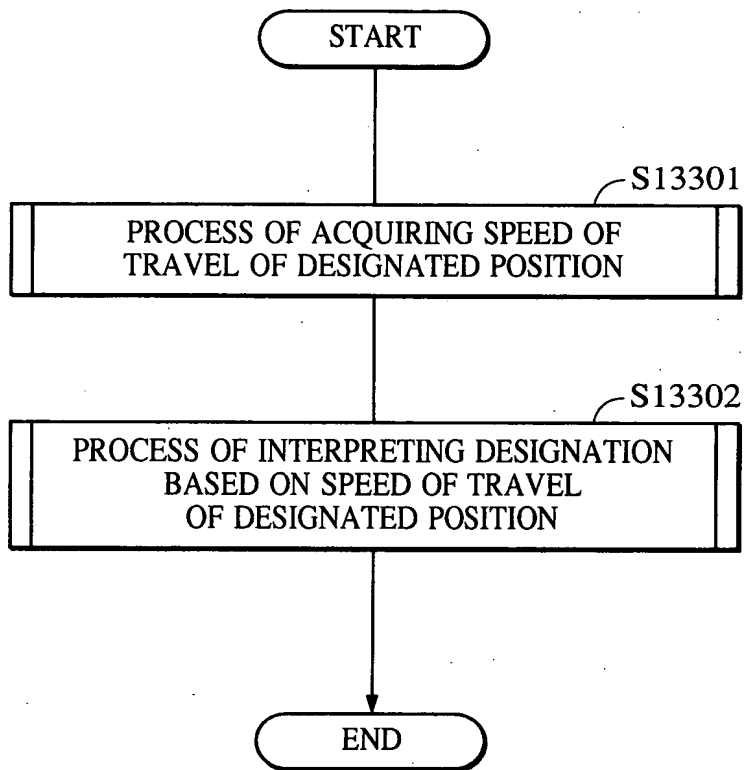 START
S13301
PROCESS OF ACQUIRING SPEED OF
TRAVEL OF DESIGNATED POSITION
S13302
PROCESS OF INTERPRETING DESIGNATION
BASED ON SPEED OF TRAVEL
OF DESIGNATED POSITION
END